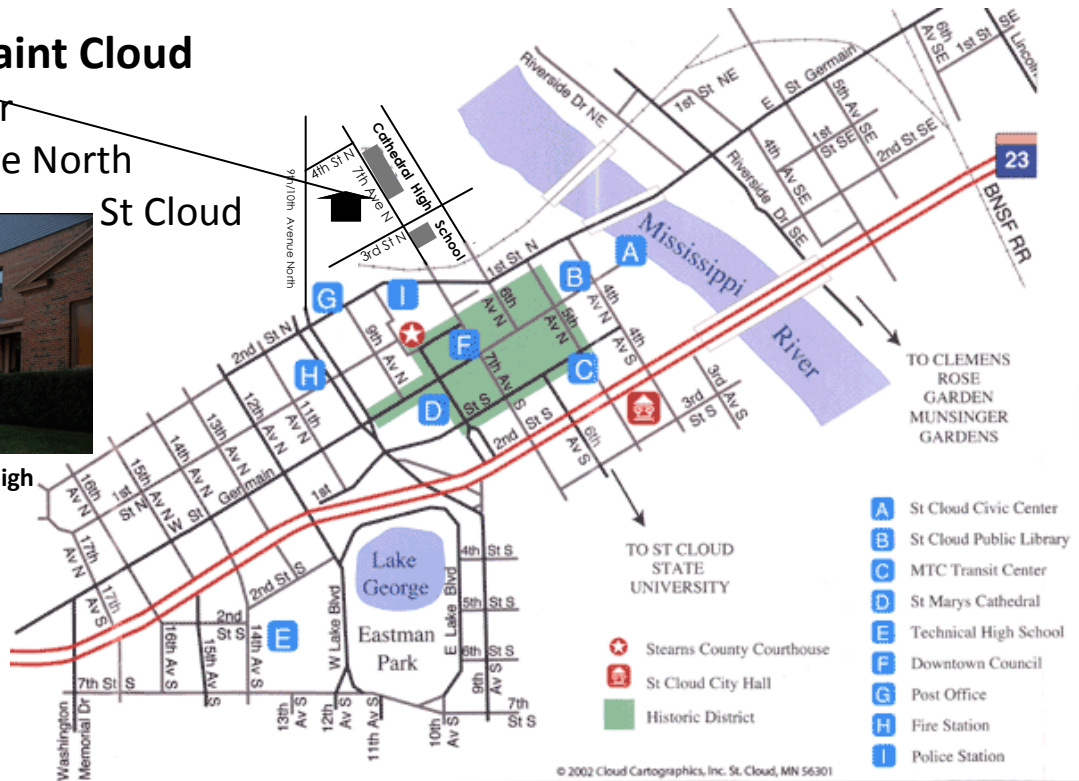 aint Cloud
r
e North
St Cloud
igh
Cathedral High
School
4th St N
7th Ave N
3rd St N
9th/10th Avenue North
Riverside Dr NE
1st St NE
E St Germain
6th Av SE
1st St SE
Lincoln
5th Av SE
1st St SE
2nd St SE
4th Av SE
Riverside Dr SE
23
BNSF RR
Mississippi
River
1st St N
A
B
G
I
6th Av N
5th Av N
4th Av N
4th Av S
9th Av N
F
2nd St N
H
7th Av S
C
D
St S
2nd St S
6th Av S
3rd St S
3rd Av S
TO CLEMENS
ROSE
GARDEN
MUNSINGER
GARDENS
12th Av N
11th Av N
13th Av N
14th Av N
15th Av N
16th Av N
1st St N
W St Germain
1st
17th Av N
17th Av S
2nd St S
2nd St S
16th Av S
15th Av S
14th Av S
E
W Lake Blvd
E Lake Blvd
Lake
George
Eastman
Park
4th St S
5th St S
6th St S
9th Av S
7th St S
7th St S
Washington
Memorial Dr
13th Av S
12th Av S
11th Av S
10th Av S
TO ST CLOUD
STATE
UNIVERSITY
Stearns County Courthouse
St Cloud City Hall
Historic District
A St Cloud Civic Center
B St Cloud Public Library
C MTC Transit Center
D St Marys Cathedral
E Technical High School
F Downtown Council
G Post Office
H Fire Station
I Police Station
© 2002 Cloud Cartographics, Inc. St. Cloud, MN 56301